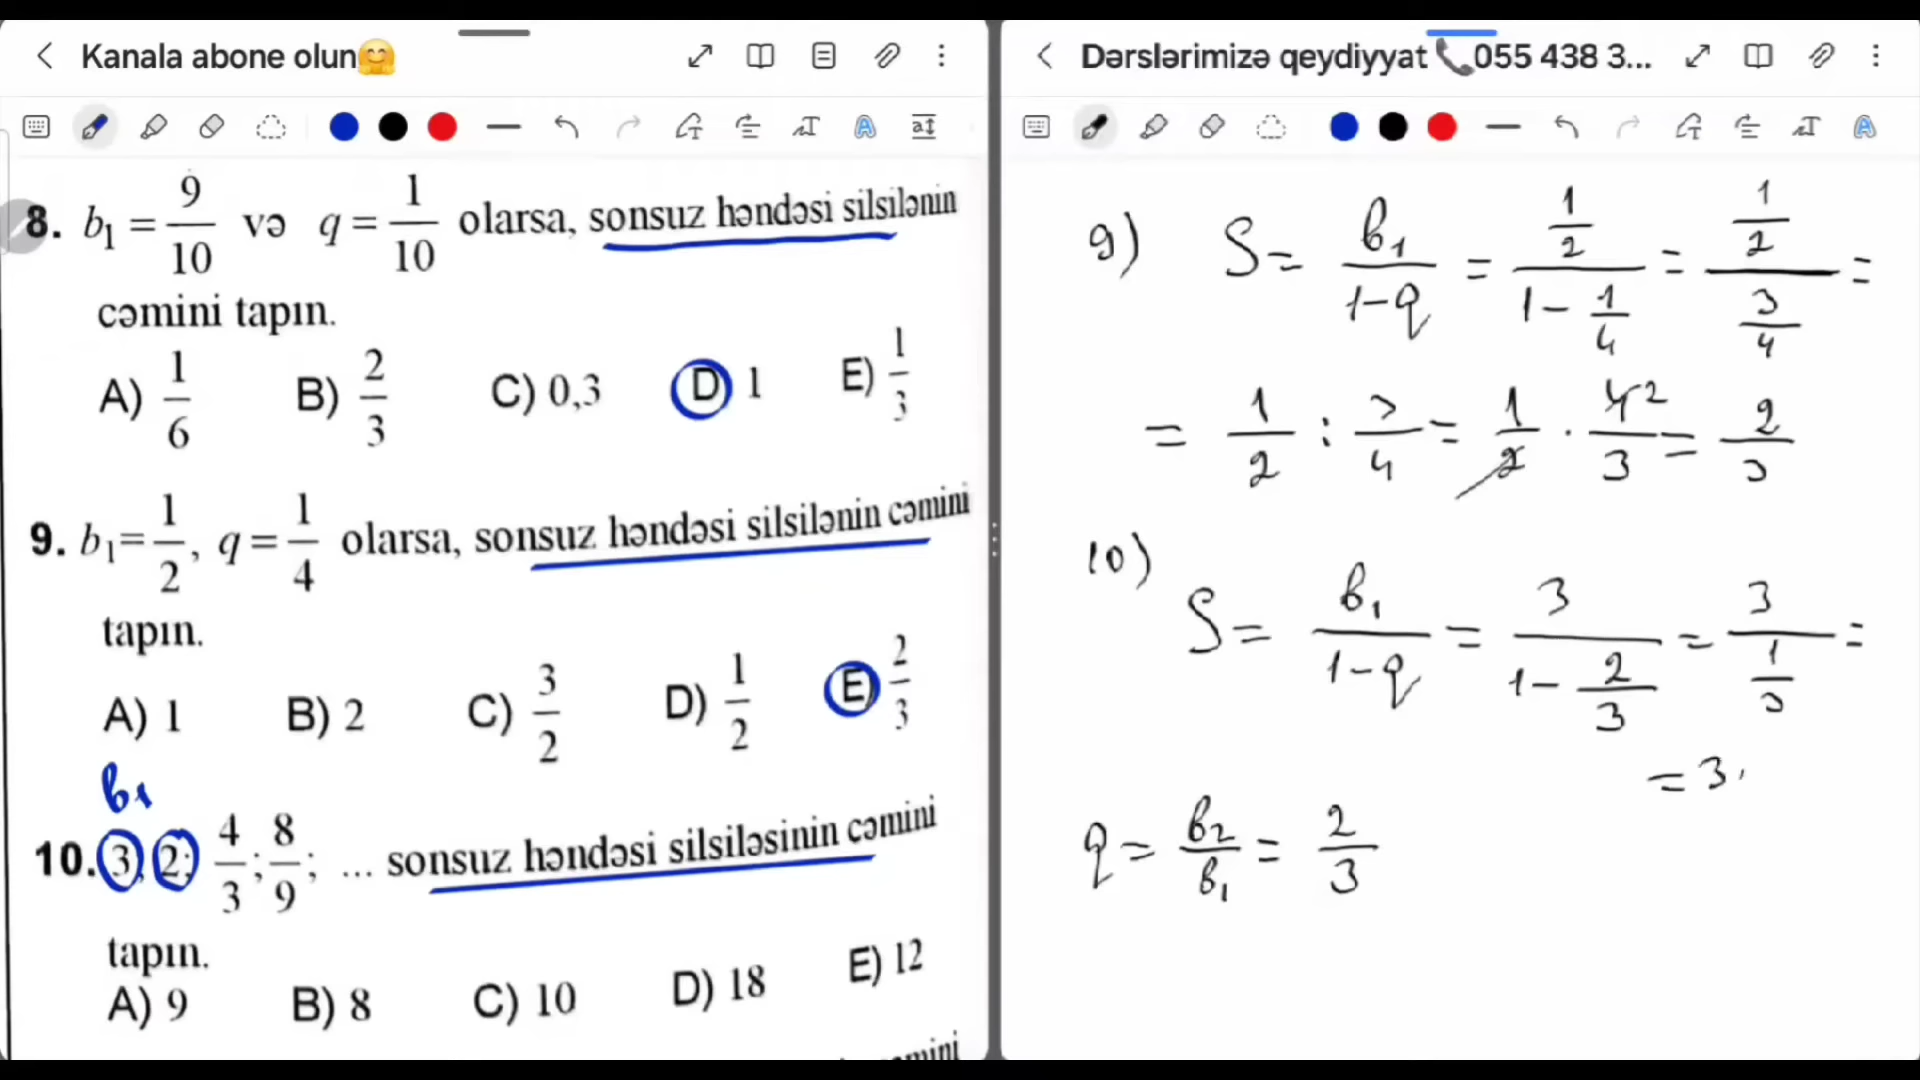 Kanala abone olun🤗
Dərslərimizə qeydiyyat 📞055 438 3...
8. b₁ = 9/10 və q = 1/10 olarsa, sonsuz həndəsi silsilənin
cəmini tapın.
A) 1/6 B) 2/3 C) 0,3 D) 1 E) 1/3
9. b₁ = 1/2, q = 1/4 olarsa, sonsuz həndəsi silsilənin cəmini
tapın.
A) 1 B) 2 C) 3/2 D) 1/2 E) 2/3
b₁
10. 3; 2; 4/3; 8/9; ... sonsuz həndəsi silsiləsinin cəmini
tapın.
A) 9 B) 8 C) 10 D) 18 E) 12
9) S = b₁/(1-q) = (1/2)/(1 - 1/4) = (1/2)/(3/4) =
= 1/2 : 3/4 = 1/2 · 4²/3 = 2/3
10)
S = b₁/(1-q) = 3/(1 - 2/3) = 3/(1/3) =
= 3 ·
q = b₂/b₁ = 2/3